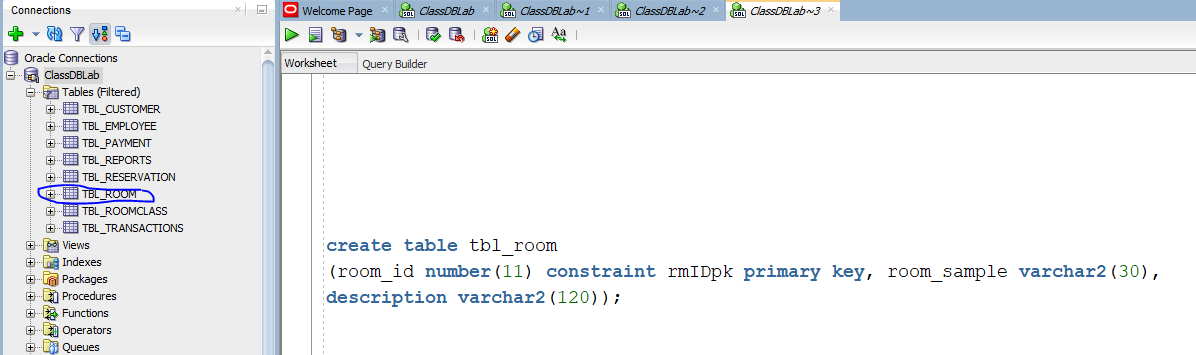 Connections
Welcome Page
ClassDBLab
ClassDBLab~1
ClassDBLab~2
ClassDBLab~3
SQL
Aa
Worksheet
Query Builder
Oracle Connections
ClassDBLab
Tables (Filtered)
TBL_CUSTOMER
TBL_EMPLOYEE
TBL_PAYMENT
TBL_REPORTS
TBL_RESERVATION
TBL_ROOM
TBL_ROOMCLASS
TBL_TRANSACTIONS
Views
Indexes
Packages
Procedures
Functions
Operators
Queues
create table tbl_room
(room_id number(11) constraint rmIDpk primary key, room_sample varchar2(30),
description varchar2(120));